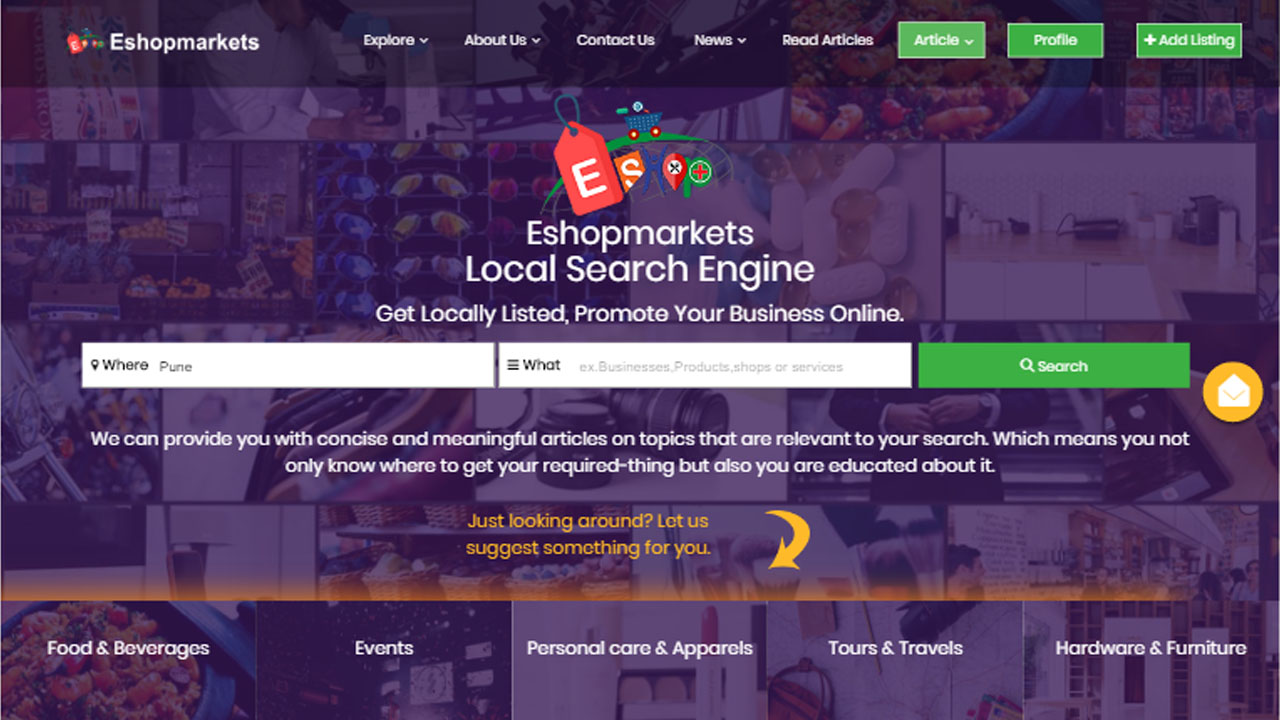 Eshopmarkets
Explore
About Us
Contact Us
News
Read Articles
Article
Profile
Add Listing
E S
Eshopmarkets
Local Search Engine
Get Locally Listed, Promote Your Business Online.
Where Pune
What ex.Businesses,Products,shops or services
Search
We can provide you with concise and meaningful articles on topics that are relevant to your search. Which means you not
only know where to get your required-thing but also you are educated about it.
Just looking around? Let us
suggest something for you.
Food & Beverages
Events
Personal care & Apparels
Tours & Travels
Hardware & Furniture